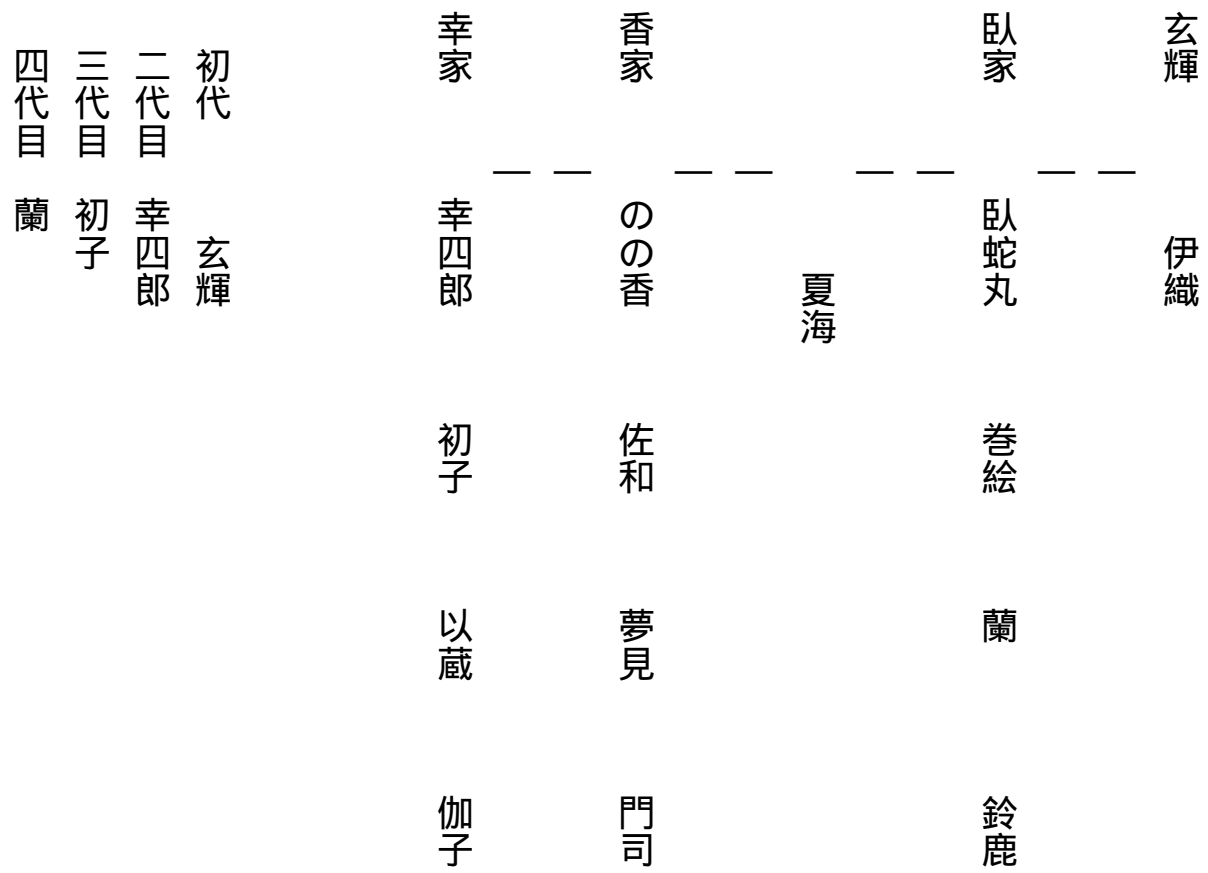 玄輝　伊織
｜
｜
臥家　臥蛇丸　巻絵　蘭　鈴鹿
｜
｜
夏海
｜
｜
香家　のの香　佐和　夢見　門司
｜
｜
幸家　幸四郎　初子　以蔵　伽子
初代　玄輝
二代目　幸四郎
三代目　初子
四代目　蘭